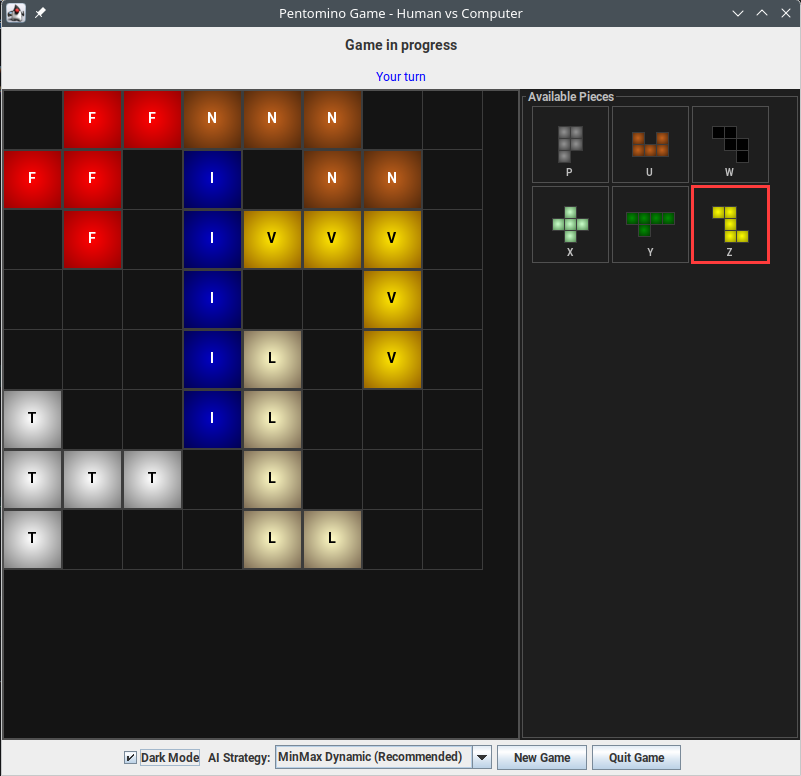 Pentomino Game - Human vs Computer
Game in progress
Your turn
Available Pieces
F F N N N
F F I N N
F I V V V
I V
I L V
T I L
T T T L
T L L
P U W
X Y Z
Dark Mode AI Strategy: MinMax Dynamic (Recommended) New Game Quit Game